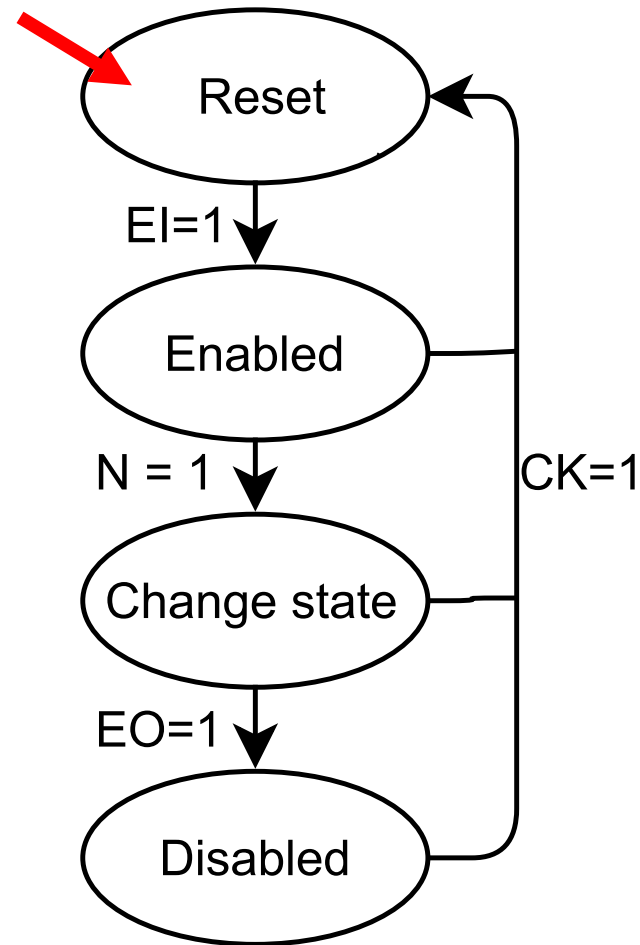 Reset
EI=1
Enabled
N = 1
CK=1
Change state
EO=1
Disabled